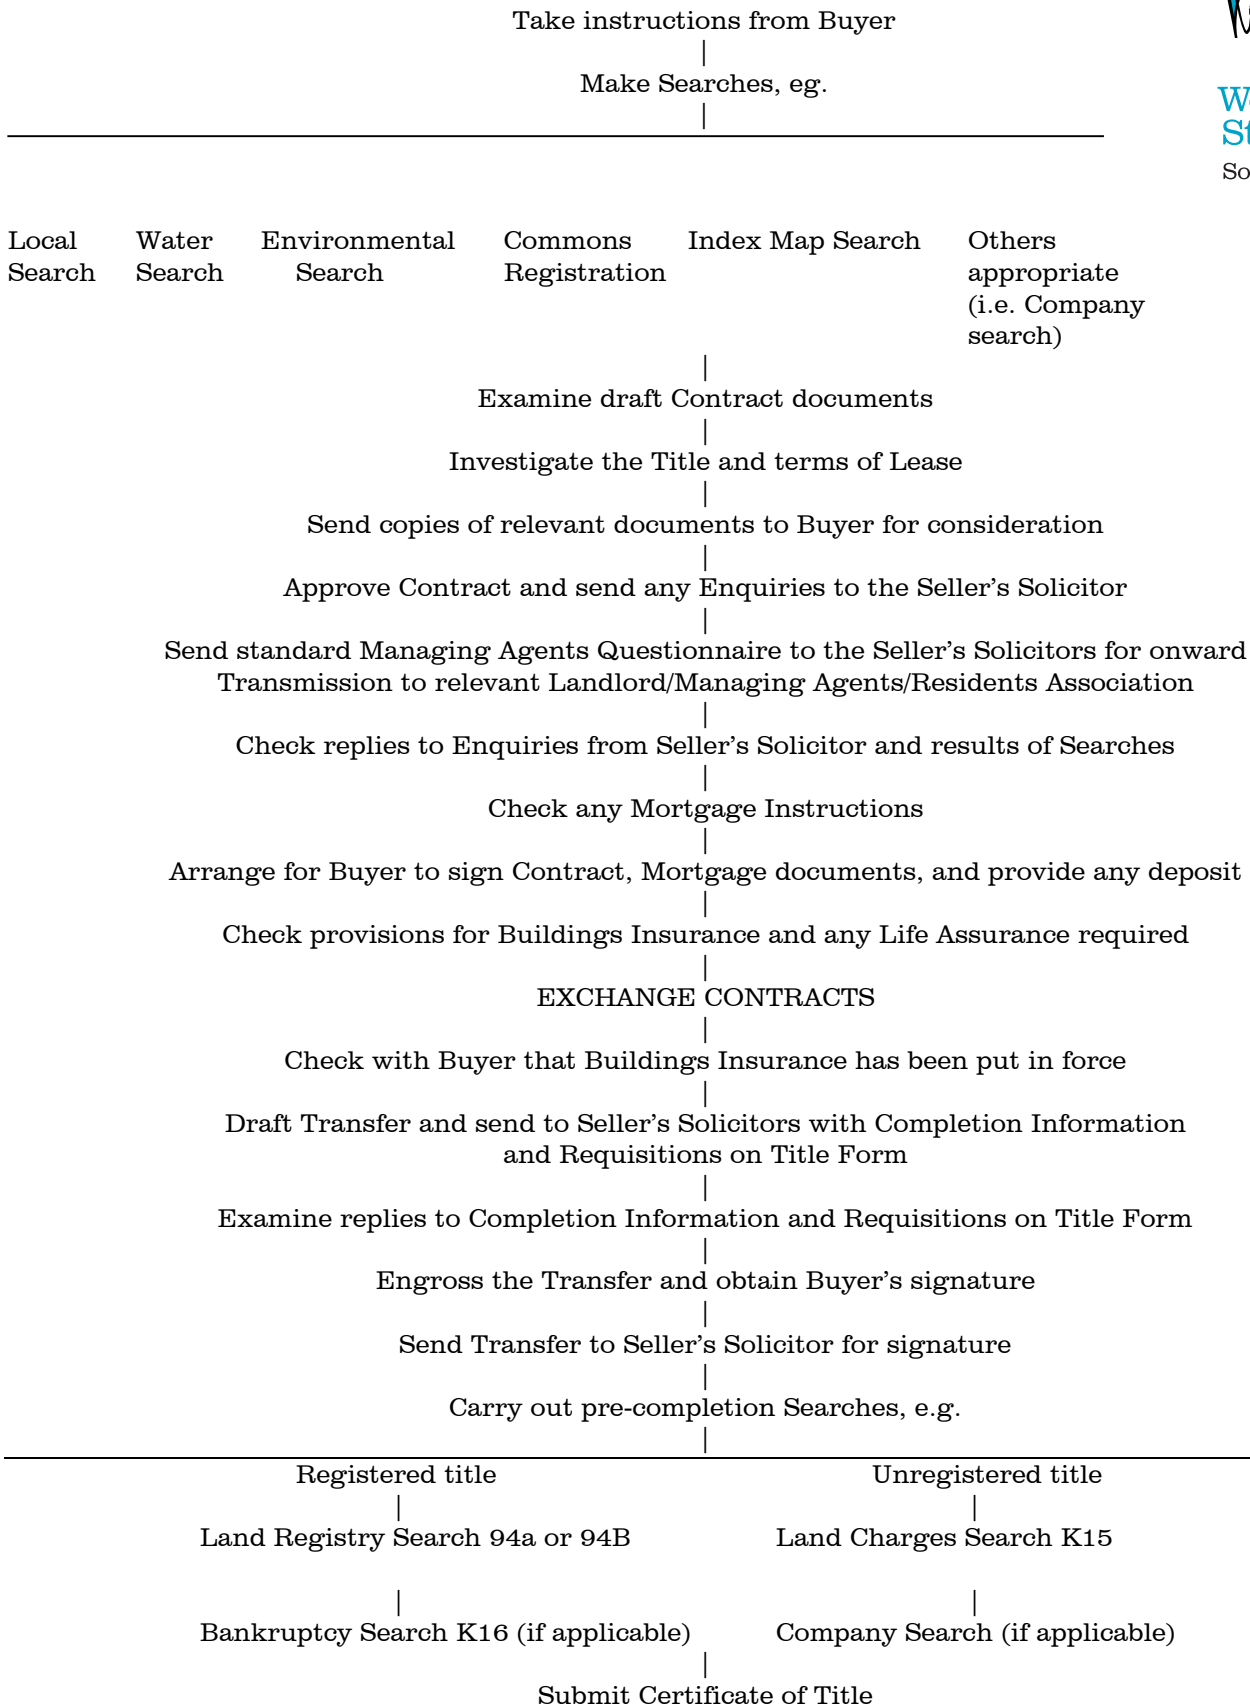 Take instructions from Buyer
Make Searches, eg.
Local Water Environmental Commons Index Map Search Others
Search Search Search Registration appropriate
(i.e. Company
search)
Examine draft Contract documents
Investigate the Title and terms of Lease
Send copies of relevant documents to Buyer for consideration
Approve Contract and send any Enquiries to the Seller's Solicitor
Send standard Managing Agents Questionnaire to the Seller's Solicitors for onward
Transmission to relevant Landlord/Managing Agents/Residents Association
Check replies to Enquiries from Seller's Solicitor and results of Searches
Check any Mortgage Instructions
Arrange for Buyer to sign Contract, Mortgage documents, and provide any deposit
Check provisions for Buildings Insurance and any Life Assurance required
EXCHANGE CONTRACTS
Check with Buyer that Buildings Insurance has been put in force
Draft Transfer and send to Seller's Solicitors with Completion Information
and Requisitions on Title Form
Examine replies to Completion Information and Requisitions on Title Form
Engross the Transfer and obtain Buyer's signature
Send Transfer to Seller's Solicitor for signature
Carry out pre-completion Searches, e.g.
Registered title Unregistered title
Land Registry Search 94a or 94B Land Charges Search K15
Bankruptcy Search K16 (if applicable) Company Search (if applicable)
Submit Certificate of Title